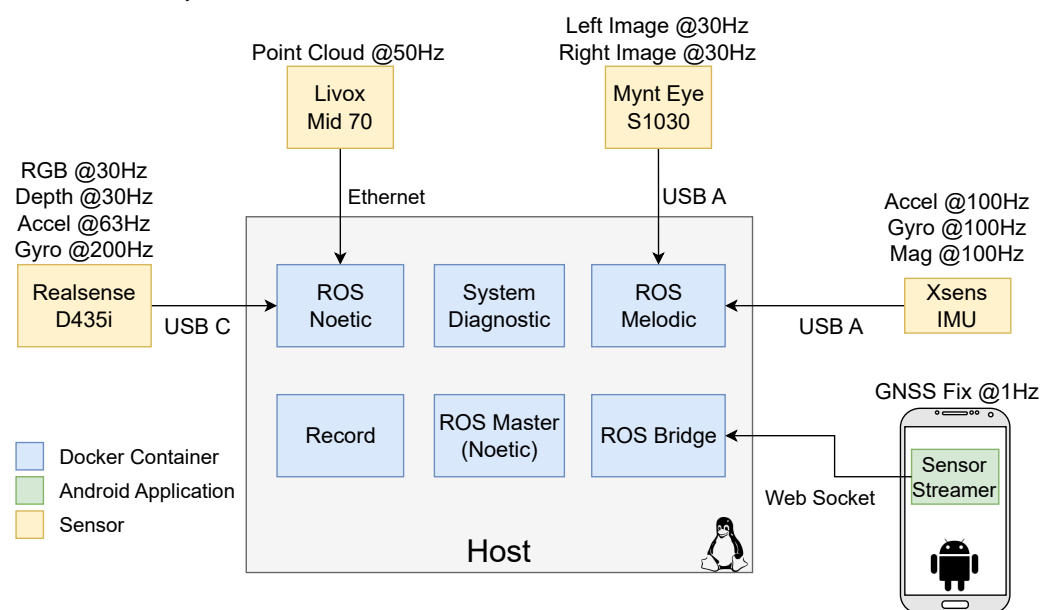 Left Image @30Hz
Right Image @30Hz
Point Cloud @50Hz
Livox
Mid 70
Mynt Eye
S1030
RGB @30Hz
Depth @30Hz
Accel @63Hz
Gyro @200Hz
Ethernet
USB A
Accel @100Hz
Gyro @100Hz
Mag @100Hz
Realsense
D435i
USB C
ROS
Noetic
System
Diagnostic
ROS
Melodic
USB A
Xsens
IMU
GNSS Fix @1Hz
Record
ROS Master
(Noetic)
ROS Bridge
Sensor
Streamer
Web Socket
Docker Container
Android Application
Sensor
Host